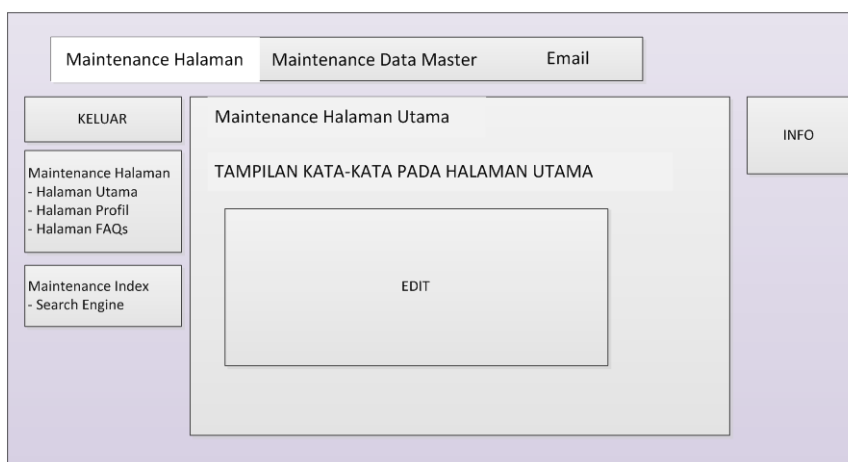 Maintenance Halaman
Maintenance Data Master
Email
KELUAR
Maintenance Halaman
- Halaman Utama
- Halaman Profil
- Halaman FAQs
Maintenance Index
- Search Engine
Maintenance Halaman Utama
TAMPILAN KATA-KATA PADA HALAMAN UTAMA
EDIT
INFO